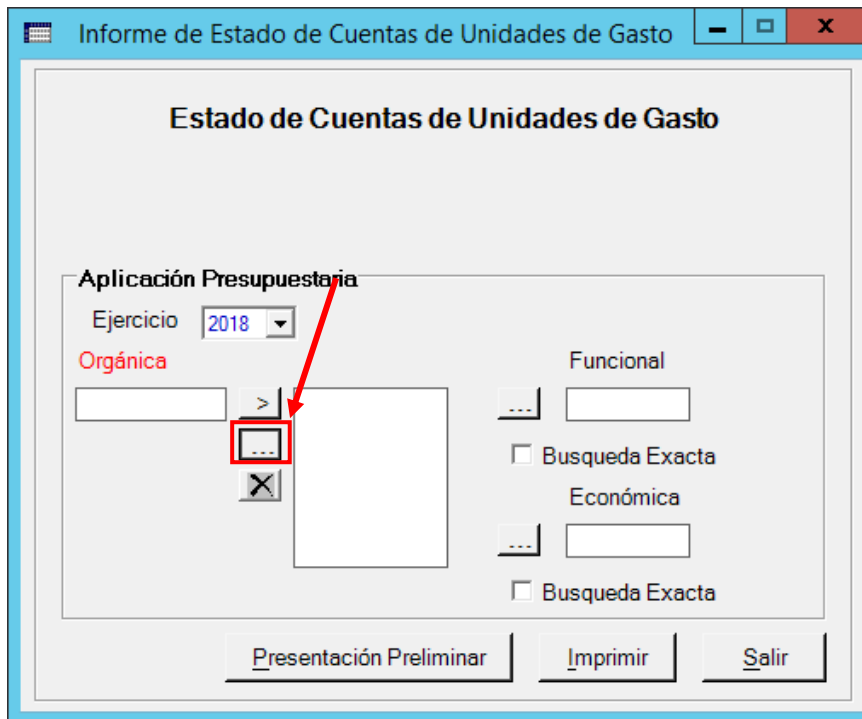 Informe de Estado de Cuentas de Unidades de Gasto
Estado de Cuentas de Unidades de Gasto
Aplicación Presupuestaria
Ejercicio 2018
Orgánica Funcional
> ...
...
Busqueda Exacta
Económica
...
Busqueda Exacta
Presentación Preliminar Imprimir Salir